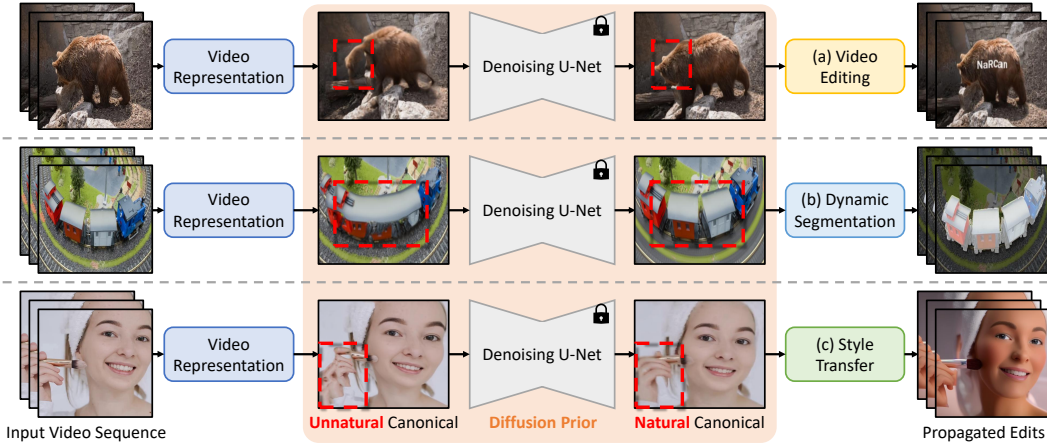 Video
Representation
Denoising U-Net
(a) Video
Editing
NaRCan
Video
Representation
Denoising U-Net
(b) Dynamic
Segmentation
Video
Representation
Denoising U-Net
(c) Style
Transfer
Input Video Sequence
Unnatural Canonical
Diffusion Prior
Natural Canonical
Propagated Edits